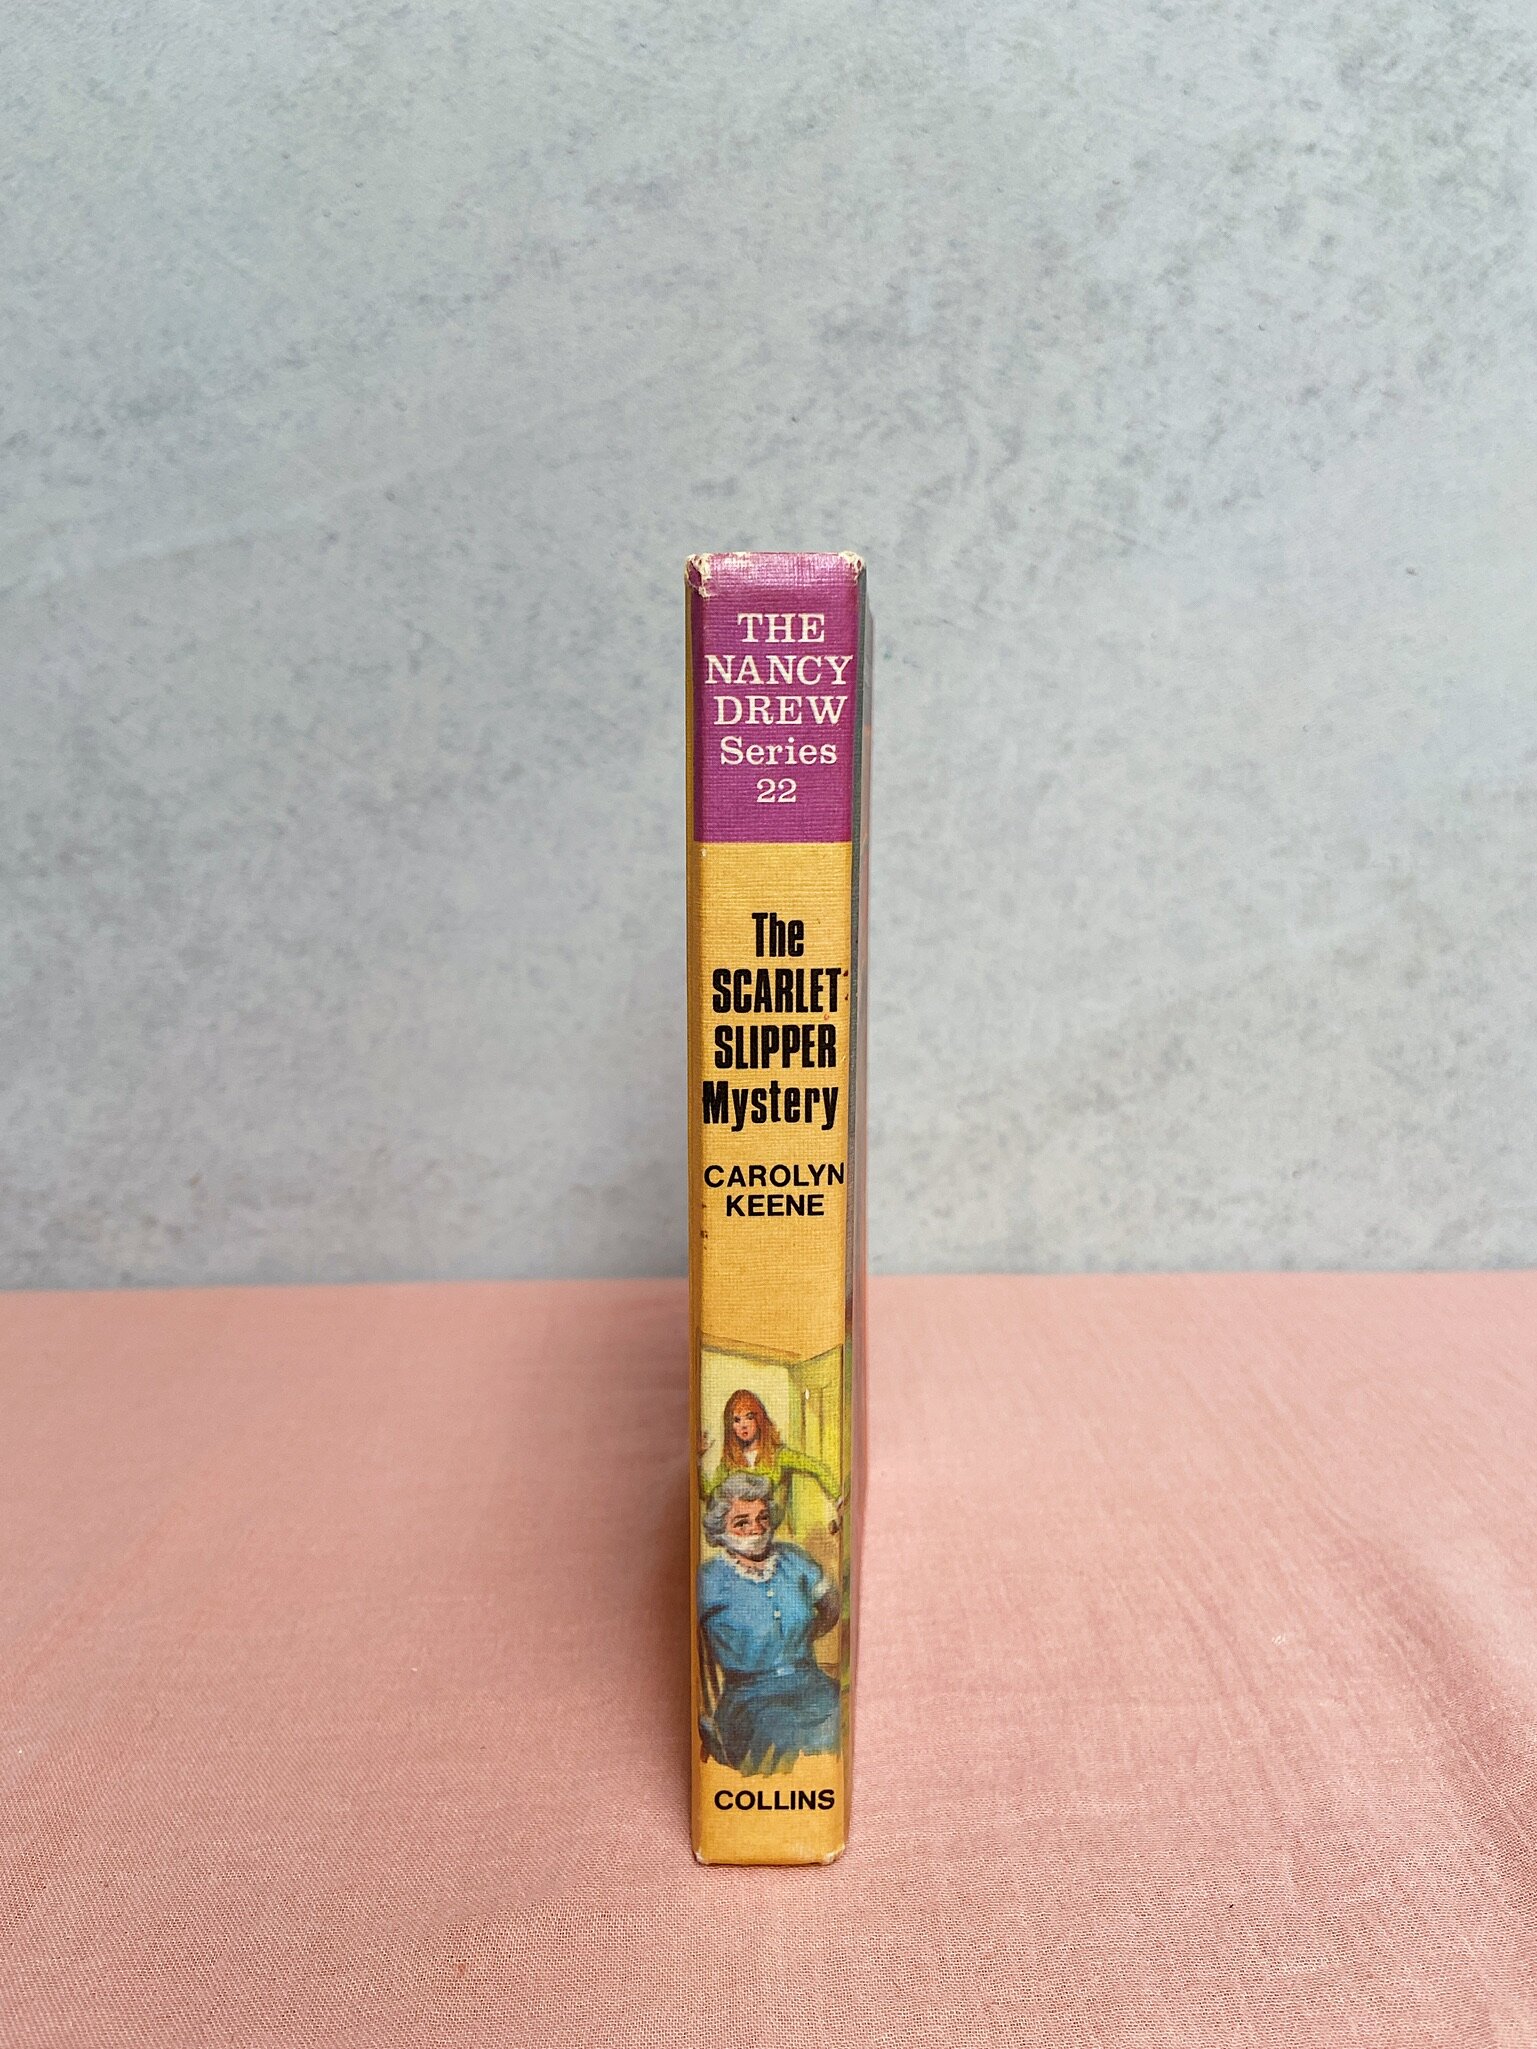 THE
NANCY
DREW
Series
22
The
SCARLET
SLIPPER
Mystery
CAROLYN
KEENE
COLLINS